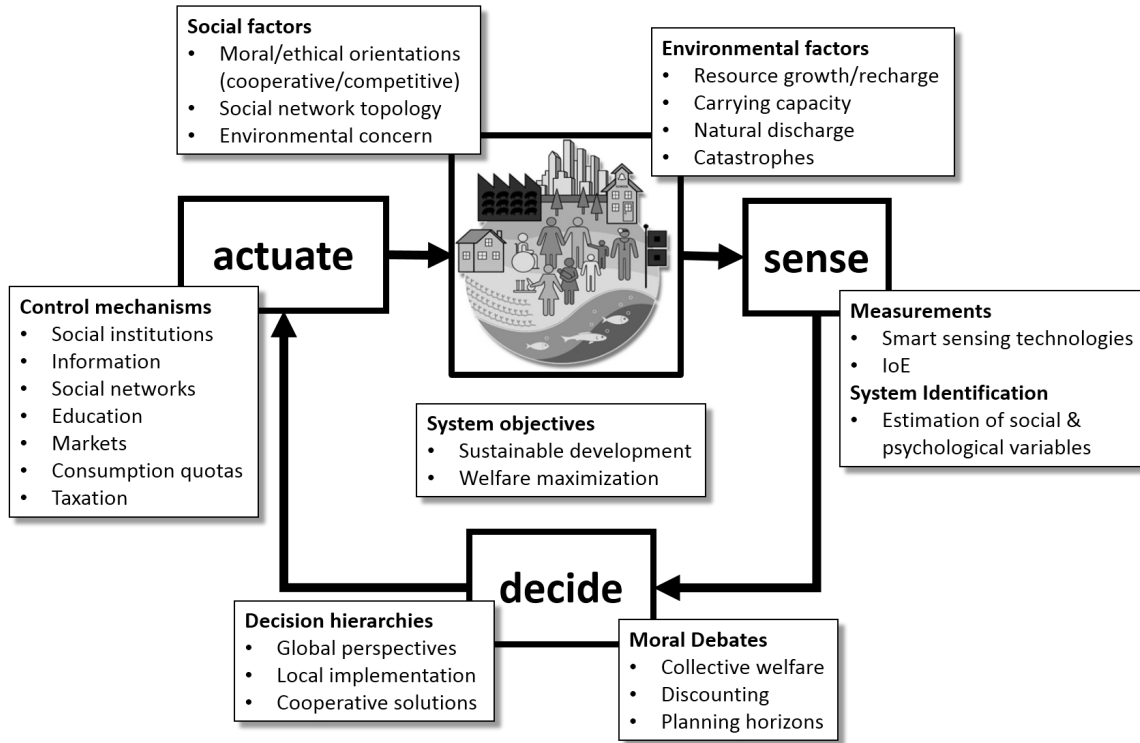 Social factors
• Moral/ethical orientations
(cooperative/competitive)
• Social network topology
• Environmental concern
Environmental factors
• Resource growth/recharge
• Carrying capacity
• Natural discharge
• Catastrophes
actuate
sense
Control mechanisms
• Social institutions
• Information
• Social networks
• Education
• Markets
• Consumption quotas
• Taxation
Measurements
• Smart sensing technologies
• IoE
System Identification
• Estimation of social &
psychological variables
System objectives
• Sustainable development
• Welfare maximization
decide
Decision hierarchies
• Global perspectives
• Local implementation
• Cooperative solutions
Moral Debates
• Collective welfare
• Discounting
• Planning horizons